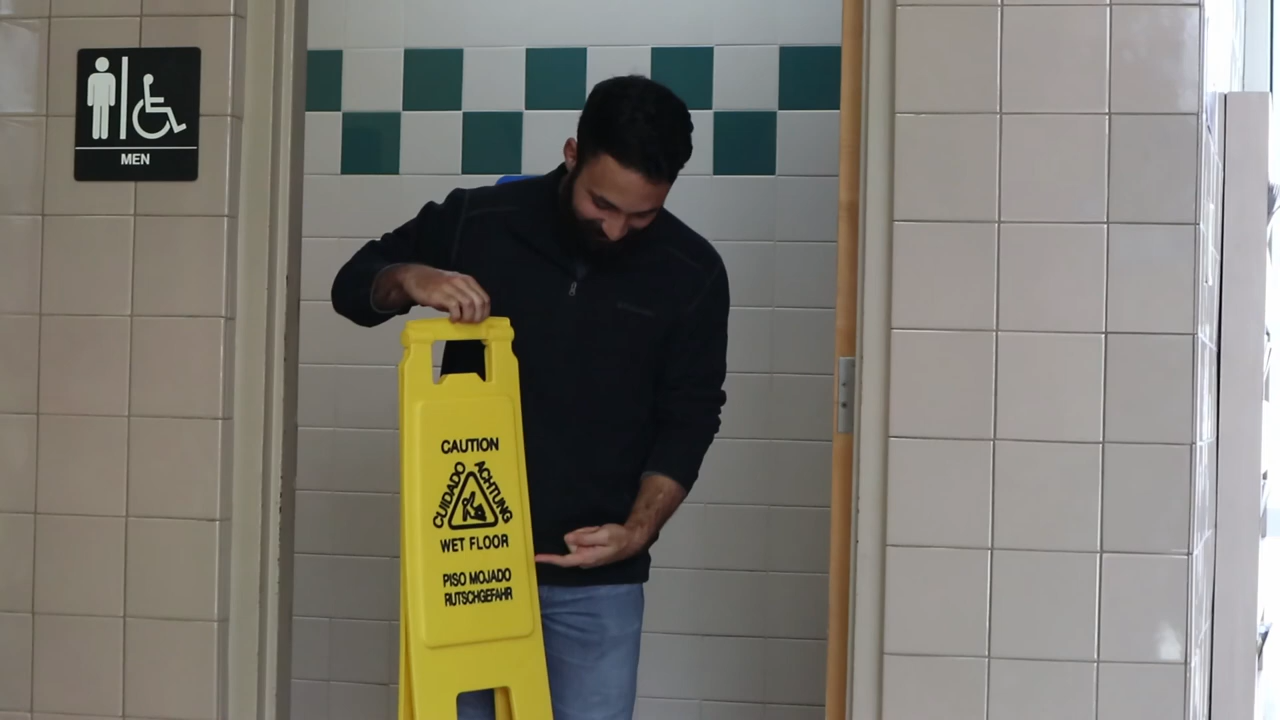 MEN
CAUTION
CUIDADO
ACHTUNG
WET FLOOR
PISO MOJADO
RUTSCHGEFAHR